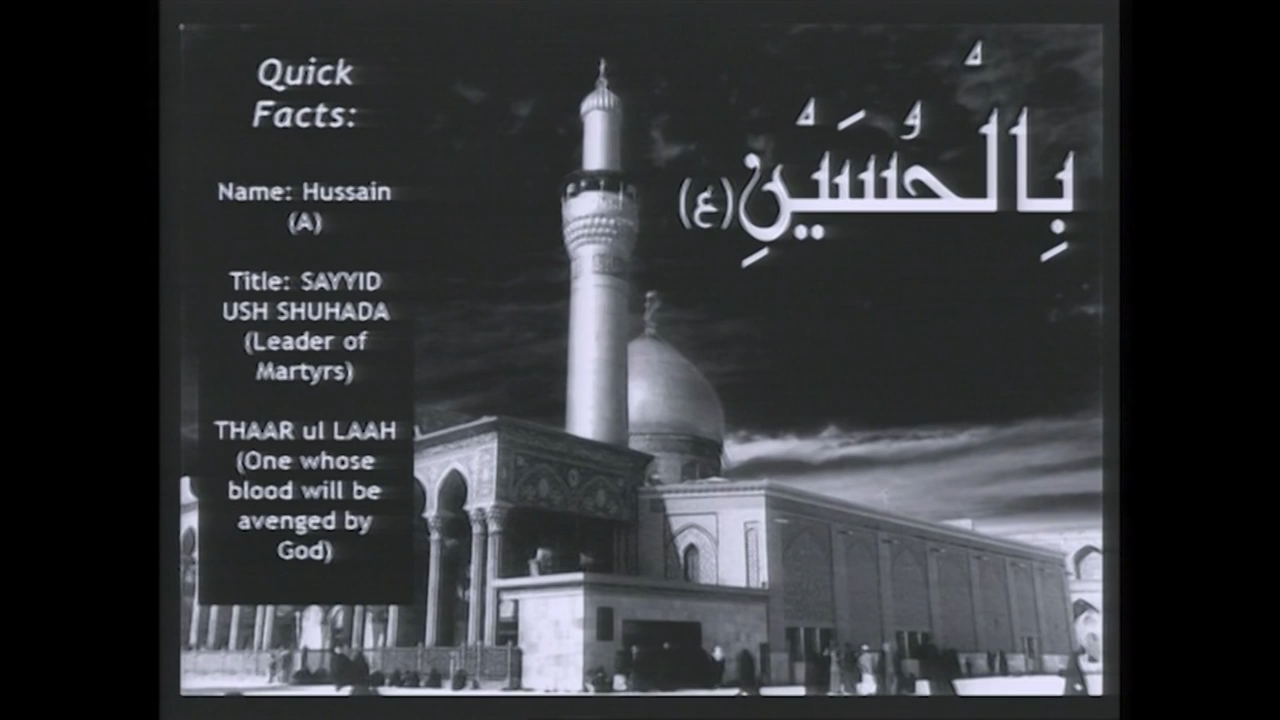 Quick
Facts:
Name: Hussain
(A)
Title: SAYYID
USH SHUHADA
(Leader of
Martyrs)
THAAR ul LAAH
(One whose
blood will be
avenged by
God)
بِالْحُسَيْنِ (ع)